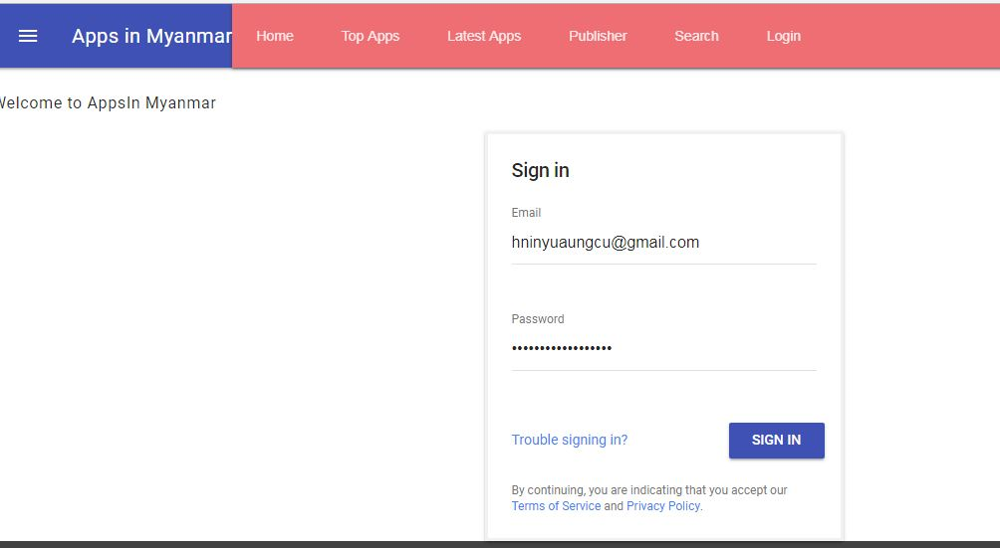 Apps in Myanmar Home Top Apps Latest Apps Publisher Search Login
Welcome to AppsIn Myanmar
Sign in
Email
hninyuaungcu@gmail.com
Password
••••••••••••••••••
Trouble signing in? SIGN IN
By continuing, you are indicating that you accept our
Terms of Service and Privacy Policy.